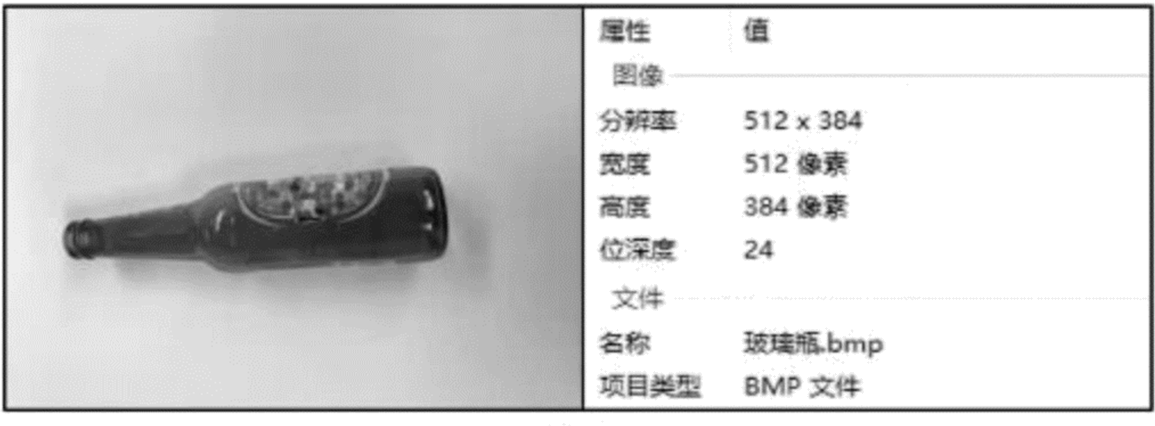 属性 值
图像
分辨率 512 x 384
宽度 512 像素
高度 384 像素
位深度 24
文件
名称 玻璃瓶.bmp
项目类型 BMP 文件